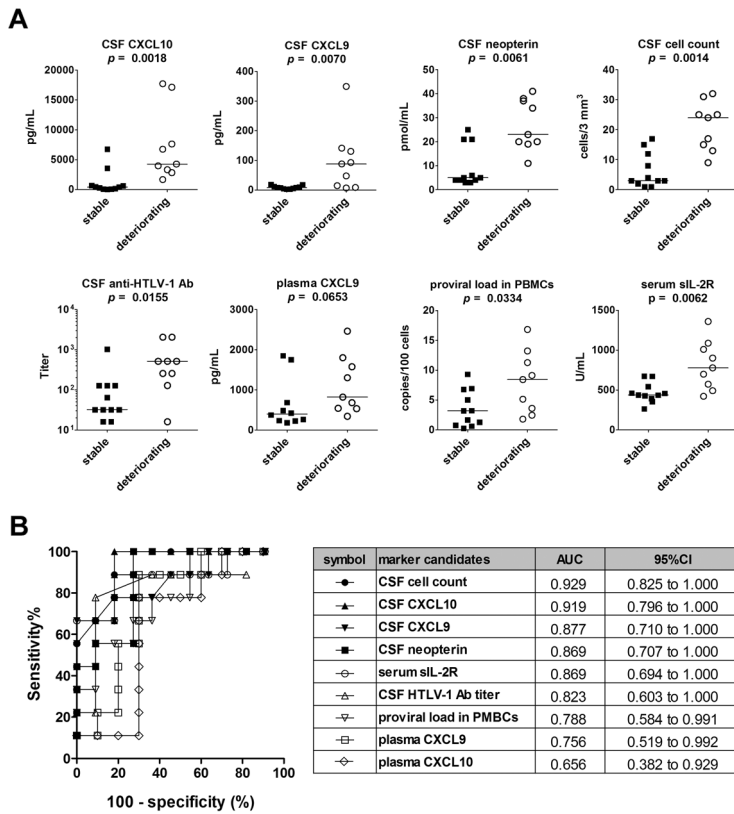 A
CSF CXCL10
p = 0.0018
pg/mL
20000
15000
10000
5000
0
stable
deteriorating
CSF CXCL9
p = 0.0070
pg/mL
400
300
200
100
0
stable
deteriorating
CSF neopterin
p = 0.0061
pmol/mL
50
40
30
20
10
0
stable
deteriorating
CSF cell count
p = 0.0014
cells/3 mm³
40
30
20
10
0
stable
deteriorating
CSF anti-HTLV-1 Ab
p = 0.0155
Titer
10⁴
10³
10²
10¹
stable
deteriorating
plasma CXCL9
p = 0.0653
pg/mL
3000
2000
1000
0
stable
deteriorating
proviral load in PBMCs
p = 0.0334
copies/100 cells
20
15
10
5
0
stable
deteriorating
serum sIL-2R
p = 0.0062
U/mL
1500
1000
500
0
stable
deteriorating
B
Sensitivity%
100
80
60
40
20
0
0 20 40 60 80 100
100 - specificity (%)
symbol marker candidates AUC 95%CI
CSF cell count 0.929 0.825 to 1.000
CSF CXCL10 0.919 0.796 to 1.000
CSF CXCL9 0.877 0.710 to 1.000
CSF neopterin 0.869 0.707 to 1.000
serum sIL-2R 0.869 0.694 to 1.000
CSF HTLV-1 Ab titer 0.823 0.603 to 1.000
proviral load in PMBCs 0.788 0.584 to 0.991
plasma CXCL9 0.756 0.519 to 0.992
plasma CXCL10 0.656 0.382 to 0.929